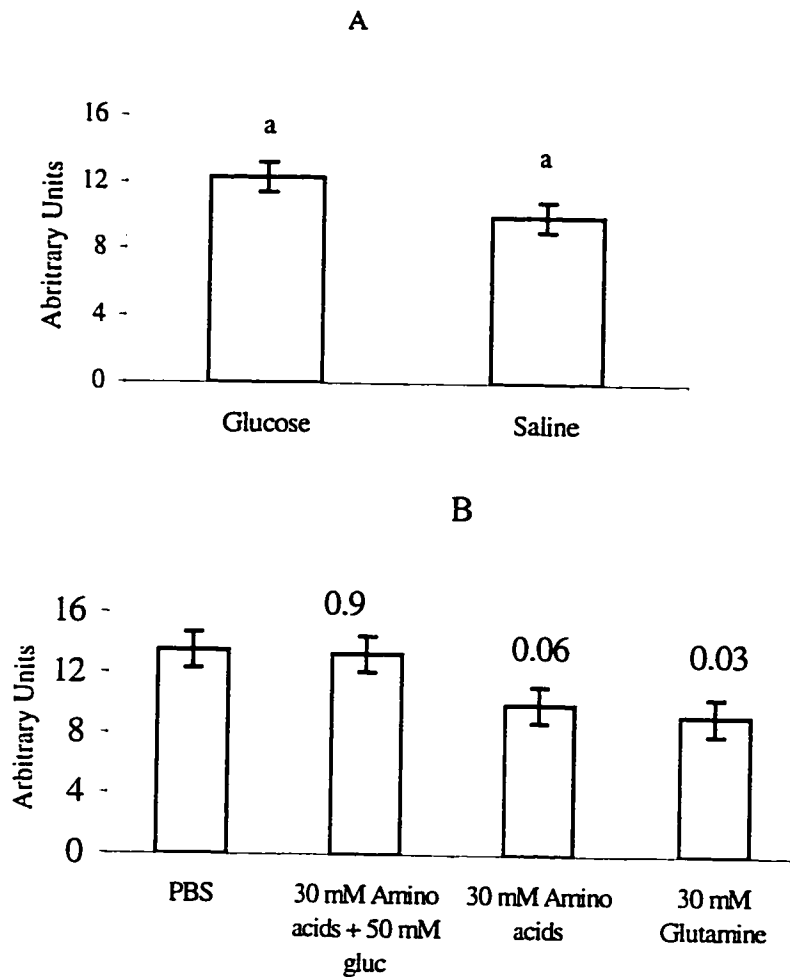 A
16
a
a
12
Abritrary Units
8
4
0
Glucose
Saline
B
16
0.9
0.06
0.03
12
Arbitrary Units
8
4
0
PBS
30 mM Amino
acids + 50 mM
gluc
30 mM Amino
acids
30 mM
Glutamine